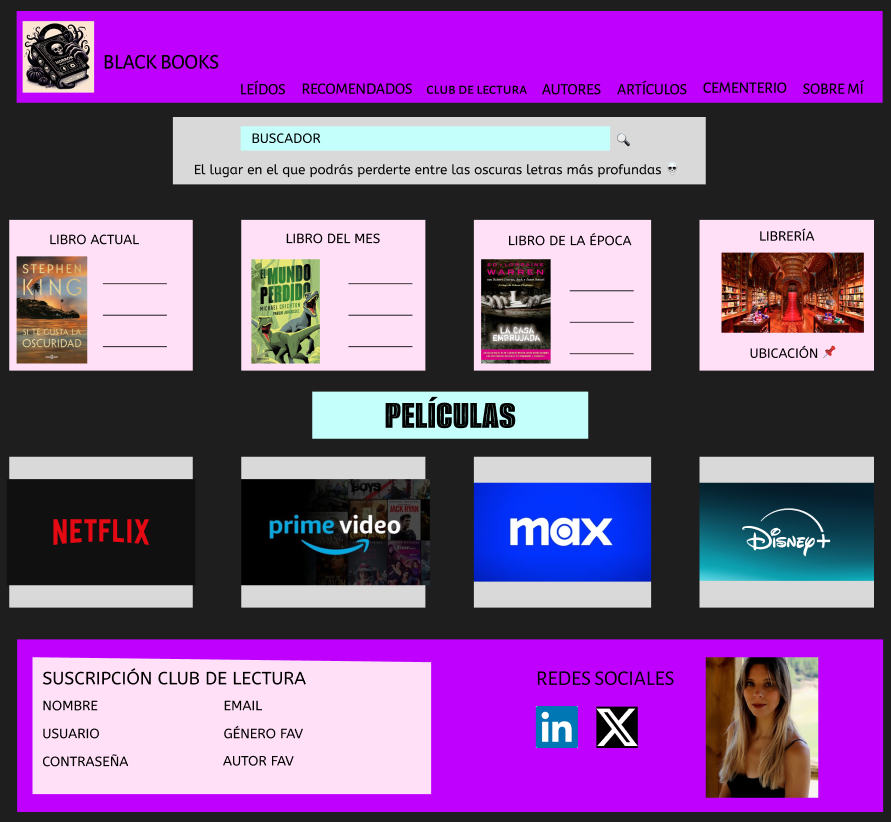 BLACK BOOKS
LEÍDOS RECOMENDADOS CLUB DE LECTURA AUTORES ARTÍCULOS CEMENTERIO SOBRE MÍ
BUSCADOR
El lugar en el que podrás perderte entre las oscuras letras más profundas
LIBRO ACTUAL
STEPHEN
KING
SI TE GUSTA LA
OSCURIDAD
LIBRO DEL MES
EL MUNDO
PERDIDO
MICHAEL CRICHTON
LIBRO DE LA ÉPOCA
WARREN
LA CASA
EMBRUJADA
LIBRERÍA
UBICACIÓN
PELÍCULAS
NETFLIX
prime video
BOYS
JACK RYAN
max
Disney+
SUSCRIPCIÓN CLUB DE LECTURA
NOMBRE EMAIL
USUARIO GÉNERO FAV
CONTRASEÑA AUTOR FAV
REDES SOCIALES
in X